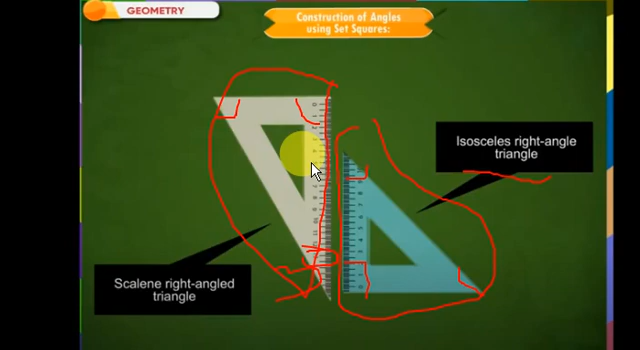 GEOMETRY
Construction of Angles
using Set Squares:
Isosceles right-angle
triangle
Scalene right-angled
triangle